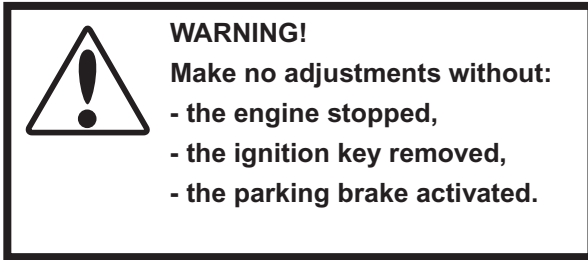 WARNING!
Make no adjustments without:
- the engine stopped,
- the ignition key removed,
- the parking brake activated.